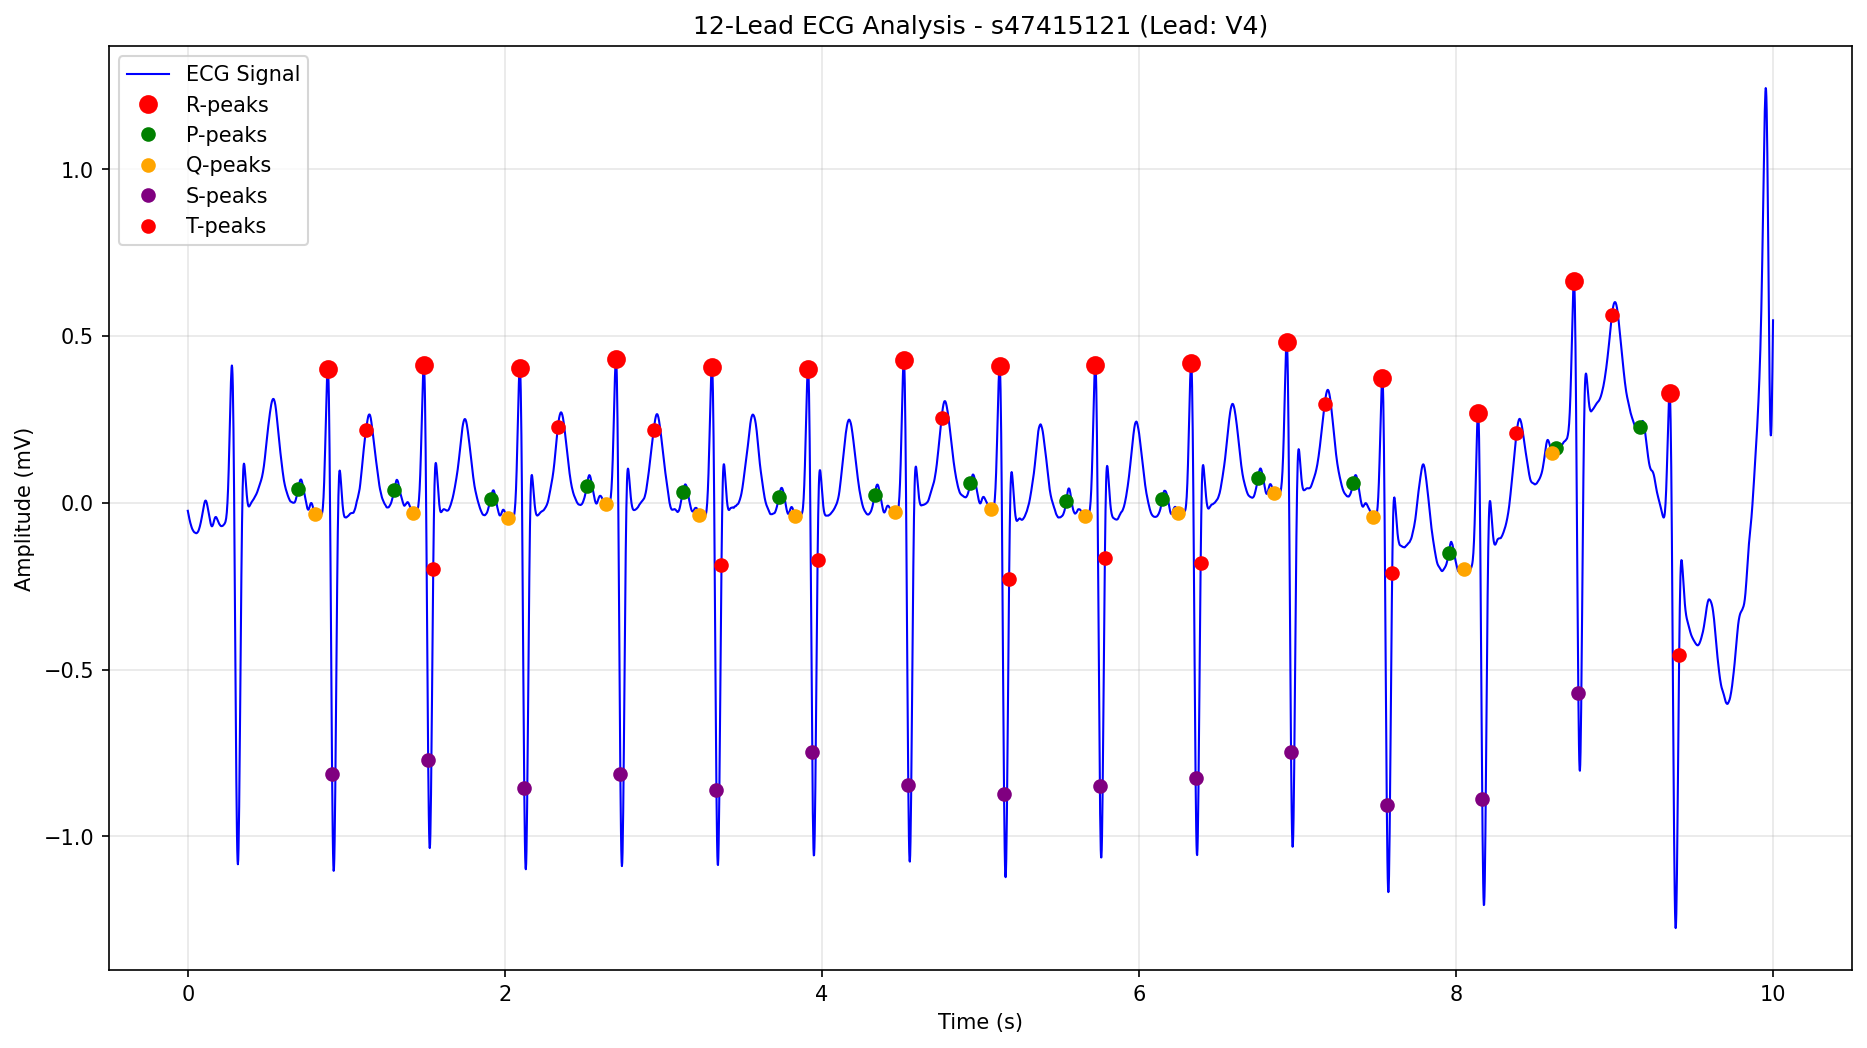 12-Lead ECG Analysis - s47415121 (Lead: V4)
ECG Signal
R-peaks
P-peaks
Q-peaks
S-peaks
T-peaks
Amplitude (mV)
1.0
0.5
0.0
−0.5
−1.0
0 2 4 6 8 10
Time (s)